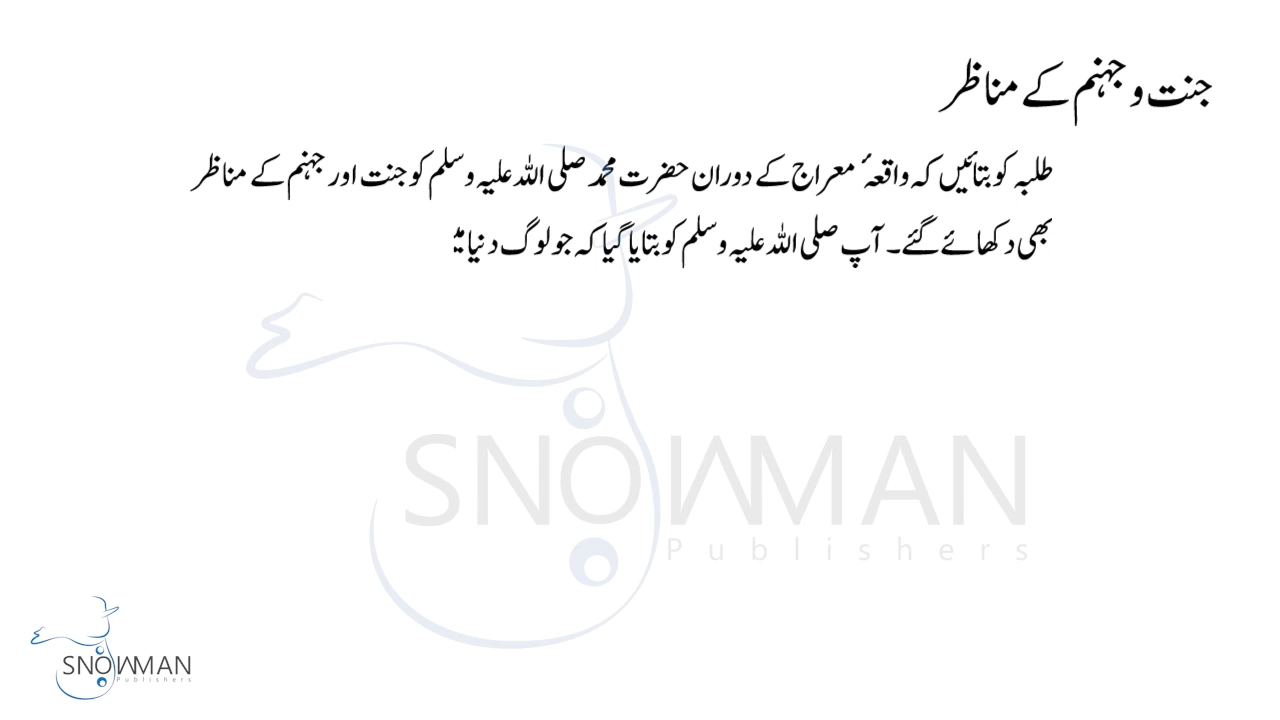 جنت و جہنم کے مناظر
طلبہ کو بتائیں کہ واقعۂ معراج کے دوران حضرت محمد صلی اللہ علیہ وسلم کو جنت اور جہنم کے مناظر
بھی دکھائے گئے۔ آپ صلی اللہ علیہ وسلم کو بتایا گیا کہ جو لوگ دنیا میں
SNOWMAN
Publishers
SNOWMAN
Publishers